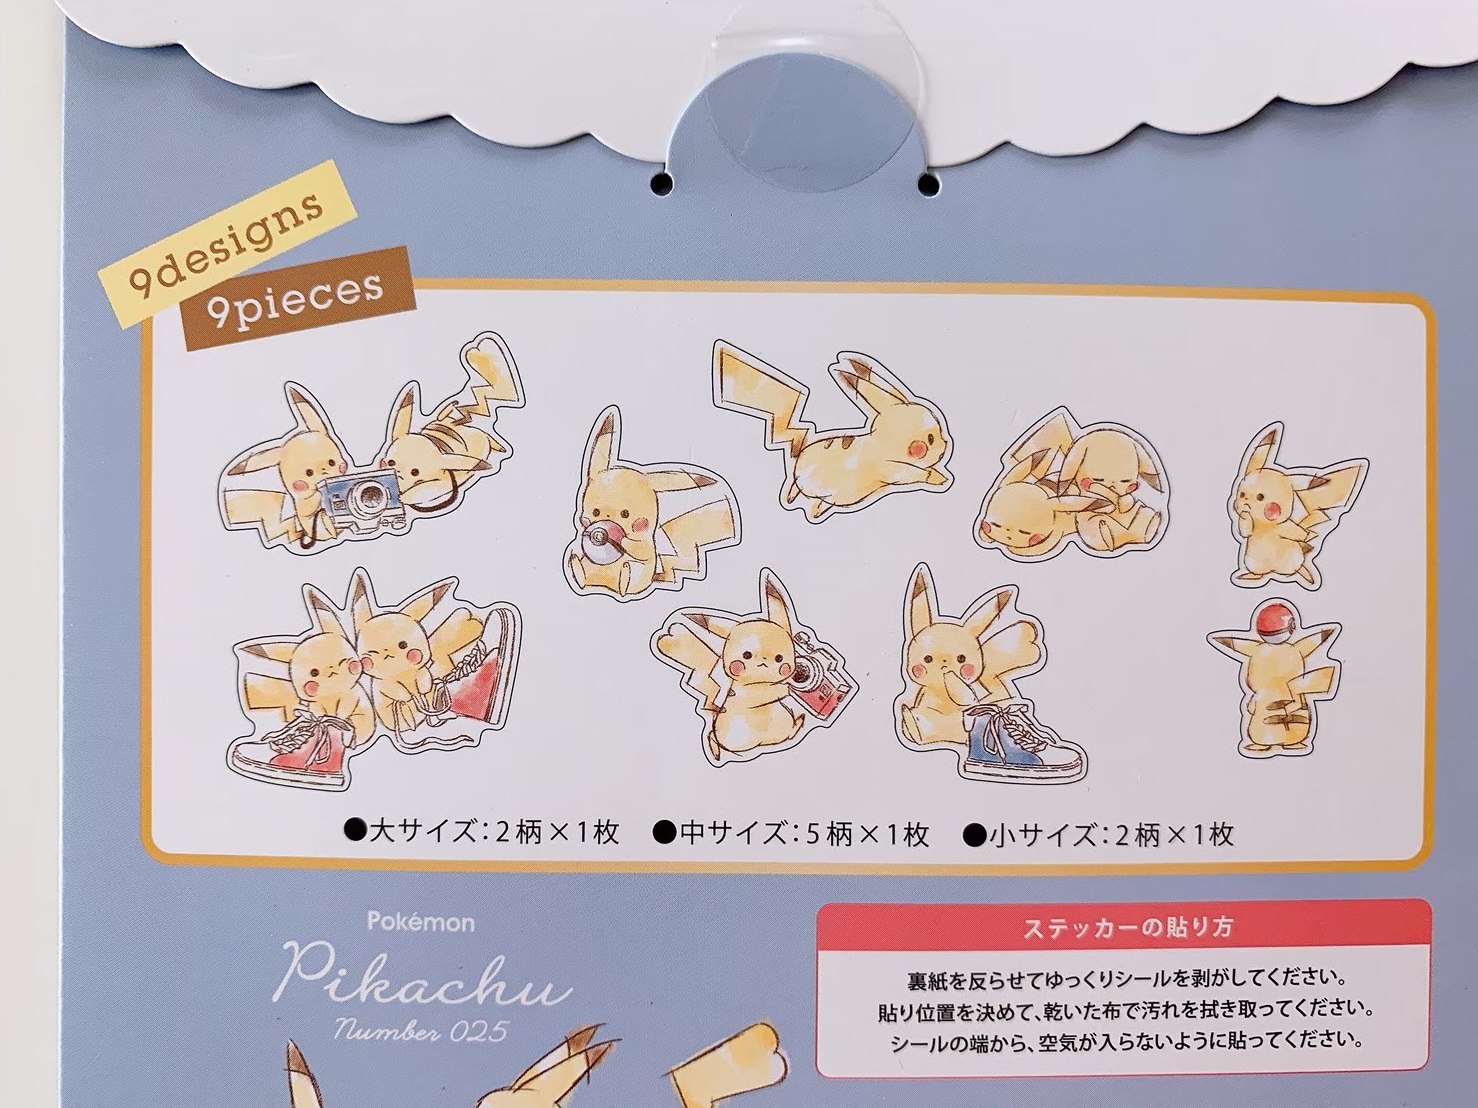 9designs
9pieces
●大サイズ:2柄×1枚 ●中サイズ:5柄×1枚 ●小サイズ:2柄×1枚
Pokémon
Pikachu
Number 025
ステッカーの貼り方
裏紙を反らせてゆっくりシールを剥がしてください。
貼り位置を決めて、乾いた布で汚れを拭き取ってください。
シールの端から、空気が入らないように貼ってください。